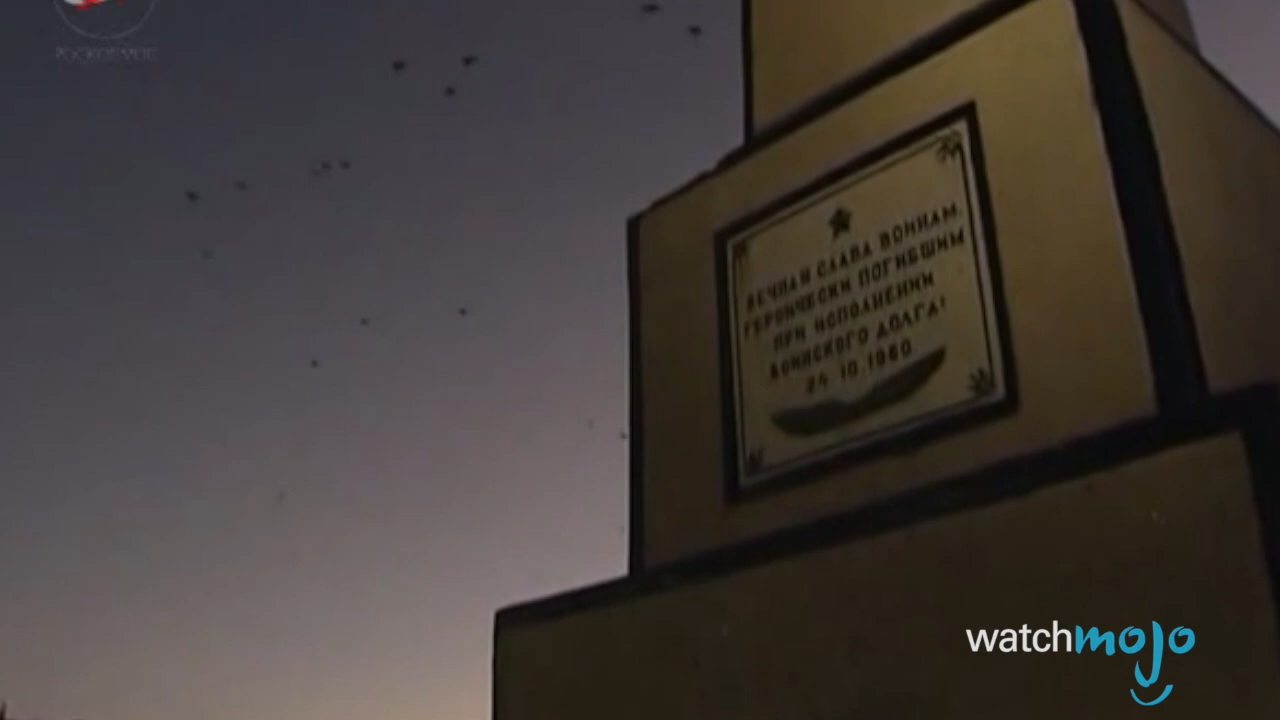 ВЕЧНАЯ СЛАВА ВОИНАМ,
ГЕРОИЧЕСКИ ПОГИБШИМ
ПРИ ИСПОЛНЕНИИ
ВОИНСКОГО ДОЛГА!
24.10.1960
watchmojo